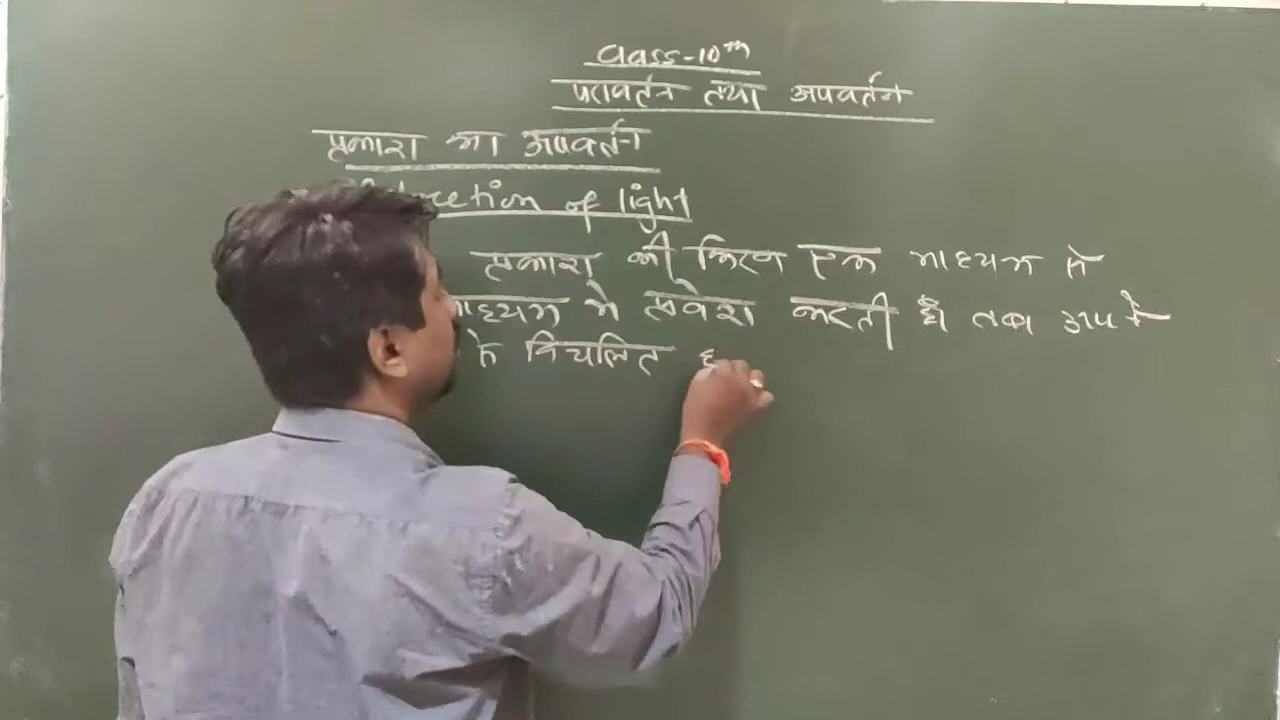 Class-10th
परावर्तन तथा अपवर्तन
प्रकाश का अपवर्तन
of light
प्रकाश की किरण एक माध्यम से
माध्यम मे प्रवेश करती है तब अपने
से विचलित ह